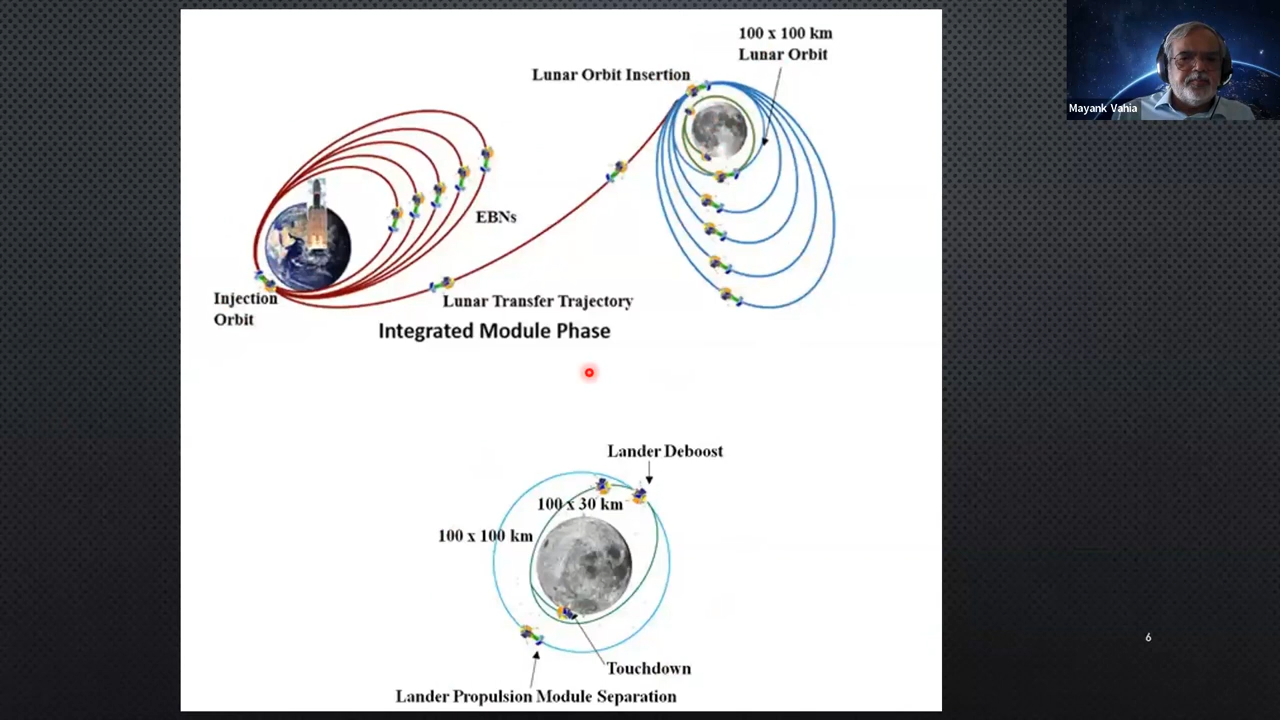 100 x 100 km
Lunar Orbit
Lunar Orbit Insertion
Mayank Vahia
EBNs
Injection
Orbit
Lunar Transfer Trajectory
Integrated Module Phase
Lander Deboost
100 x 30 km
100 x 100 km
6
Touchdown
Lander Propulsion Module Separation